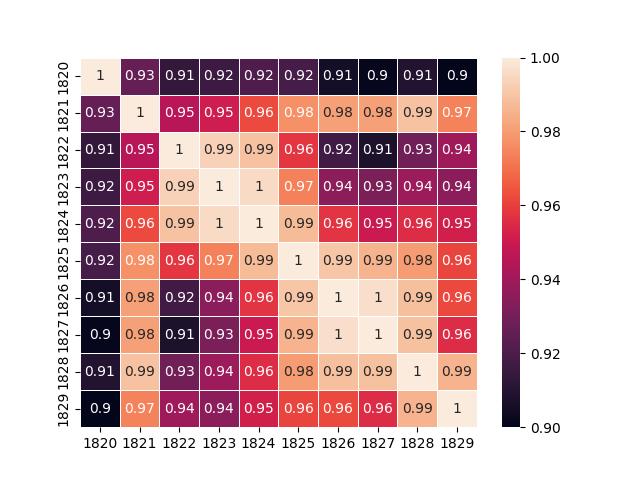 1820 1 0.93 0.91 0.92 0.92 0.92 0.91 0.9 0.91 0.9
1821 0.93 1 0.95 0.95 0.96 0.98 0.98 0.98 0.99 0.97
1822 0.91 0.95 1 0.99 0.99 0.96 0.92 0.91 0.93 0.94
1823 0.92 0.95 0.99 1 1 0.97 0.94 0.93 0.94 0.94
1824 0.92 0.96 0.99 1 1 0.99 0.96 0.95 0.96 0.95
1825 0.92 0.98 0.96 0.97 0.99 1 0.99 0.99 0.98 0.96
1826 0.91 0.98 0.92 0.94 0.96 0.99 1 1 0.99 0.96
1827 0.9 0.98 0.91 0.93 0.95 0.99 1 1 0.99 0.96
1828 0.91 0.99 0.93 0.94 0.96 0.98 0.99 0.99 1 0.99
1829 0.9 0.97 0.94 0.94 0.95 0.96 0.96 0.96 0.99 1
1820 1821 1822 1823 1824 1825 1826 1827 1828 1829
1.00
0.98
0.96
0.94
0.92
0.90